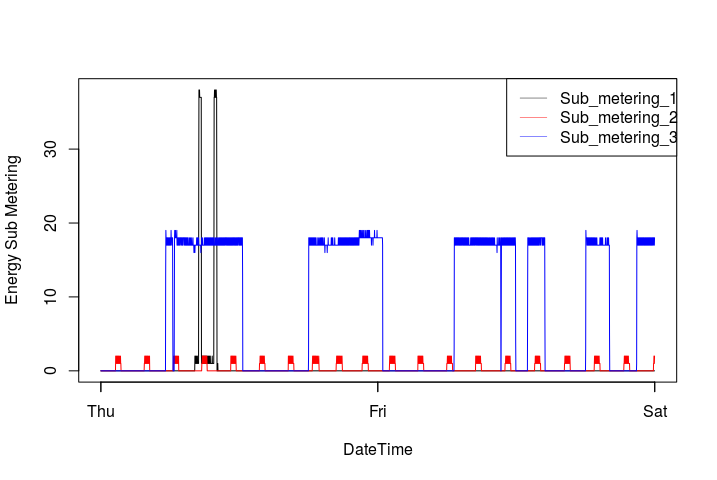 Sub_metering_1
Sub_metering_2
Sub_metering_3
Energy Sub Metering
30
20
10
0
Thu
Fri
Sat
DateTime